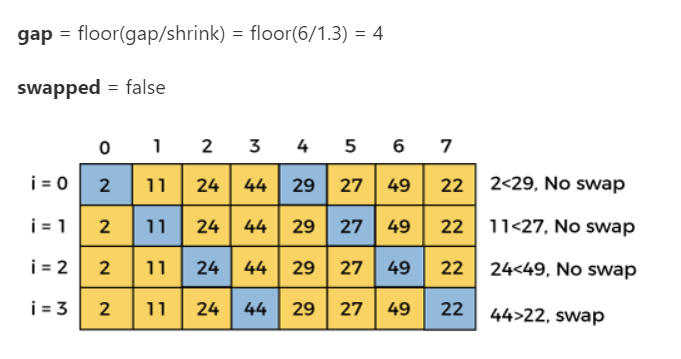 gap = floor(gap/shrink) = floor(6/1.3) = 4
swapped = false
0 1 2 3 4 5 6 7
i = 0 2 11 24 44 29 27 49 22 2<29, No swap
i = 1 2 11 24 44 29 27 49 22 11<27, No swap
i = 2 2 11 24 44 29 27 49 22 24<49, No swap
i = 3 2 11 24 44 29 27 49 22 44>22, swap